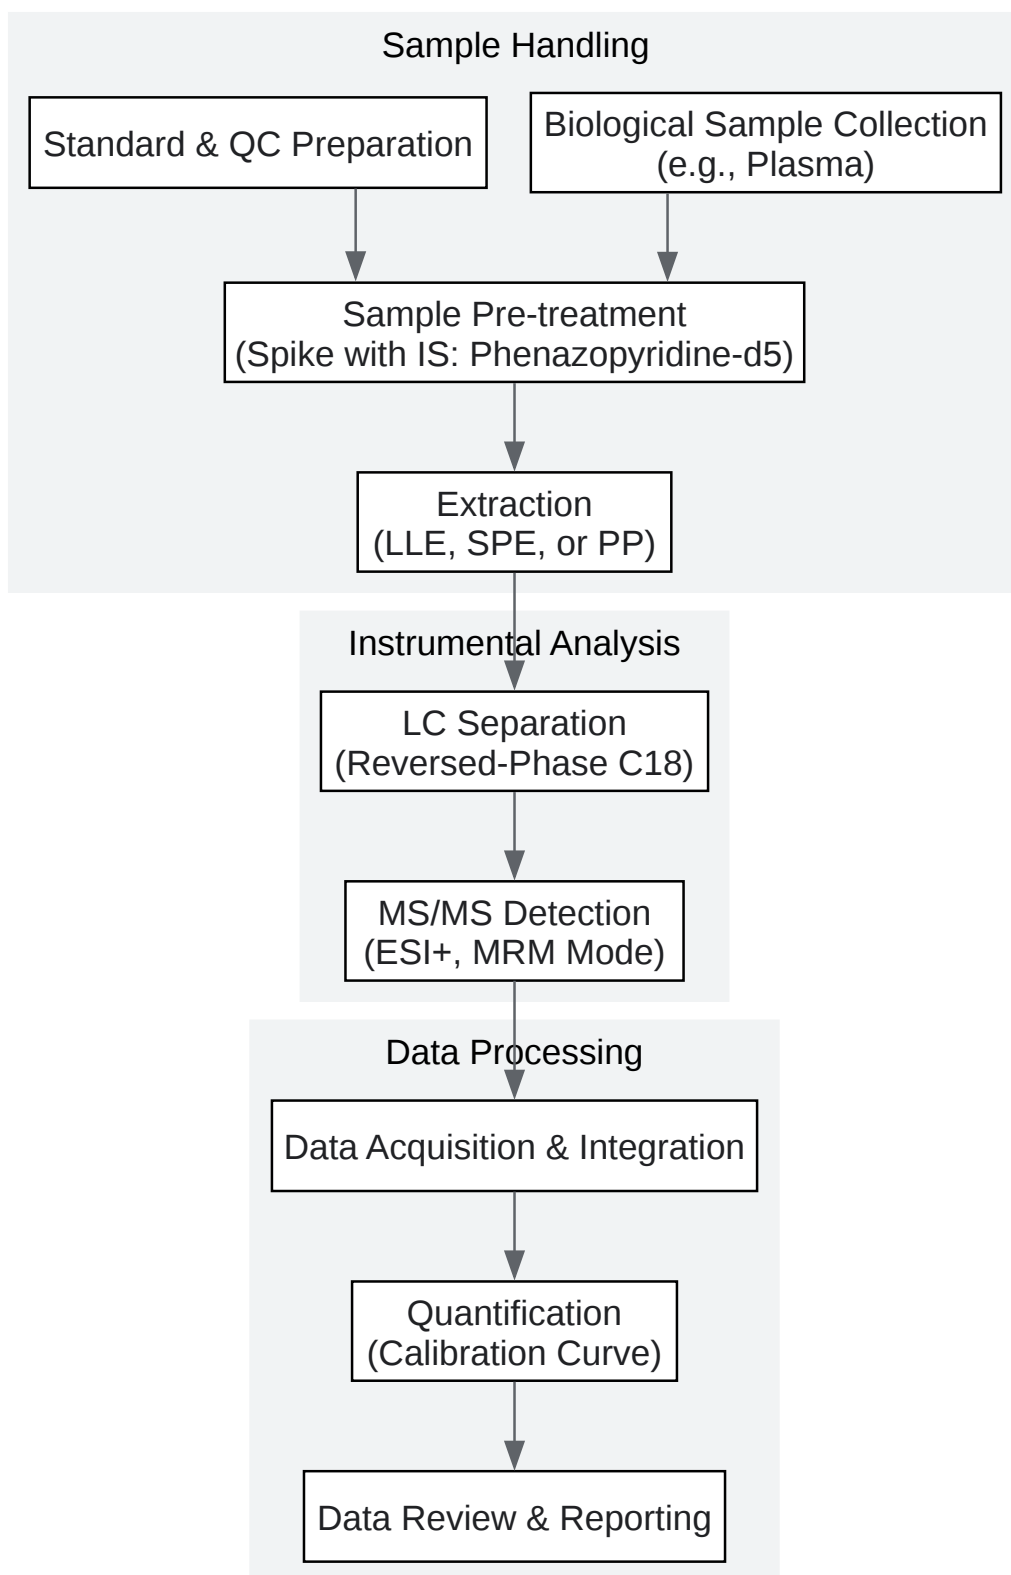 Sample Handling
Standard & QC Preparation
Biological Sample Collection
(e.g., Plasma)
Sample Pre-treatment
(Spike with IS: Phenazopyridine-d5)
Extraction
(LLE, SPE, or PP)
Instrumental Analysis
LC Separation
(Reversed-Phase C18)
MS/MS Detection
(ESI+, MRM Mode)
Data Processing
Data Acquisition & Integration
Quantification
(Calibration Curve)
Data Review & Reporting